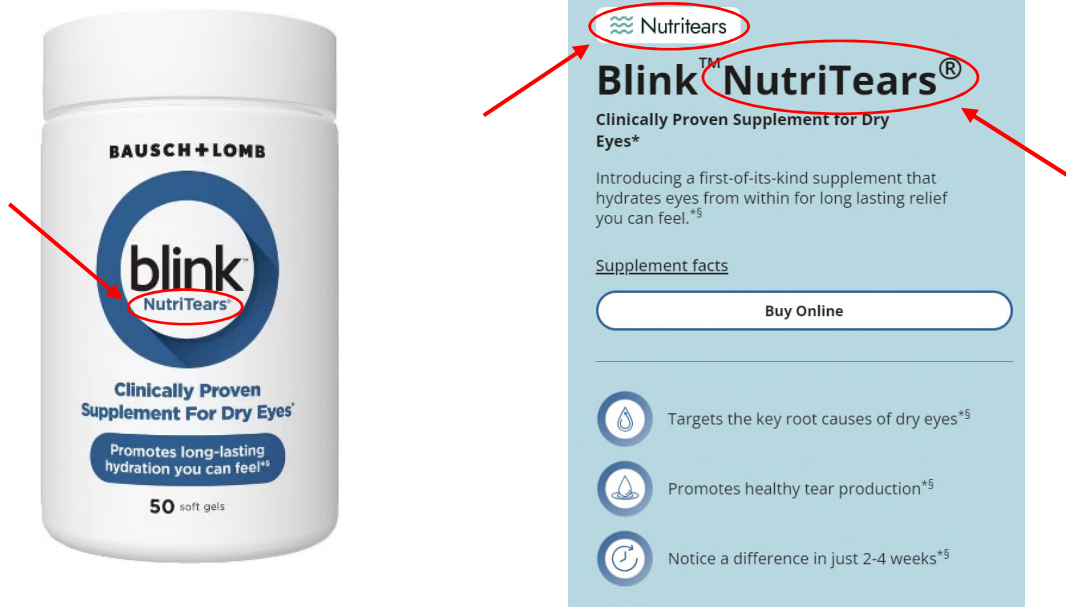 BAUSCH + LOMB
blink™
NutriTears®
Clinically Proven
Supplement For Dry Eyes*
Promotes long-lasting
hydration you can feel*§
50 soft gels
Nutritears
Blink™ NutriTears®
Clinically Proven Supplement for Dry
Eyes*
Introducing a first-of-its-kind supplement that
hydrates eyes from within for long lasting relief
you can feel.*§
Supplement facts
Buy Online
Targets the key root causes of dry eyes*§
Promotes healthy tear production*§
Notice a difference in just 2-4 weeks*§